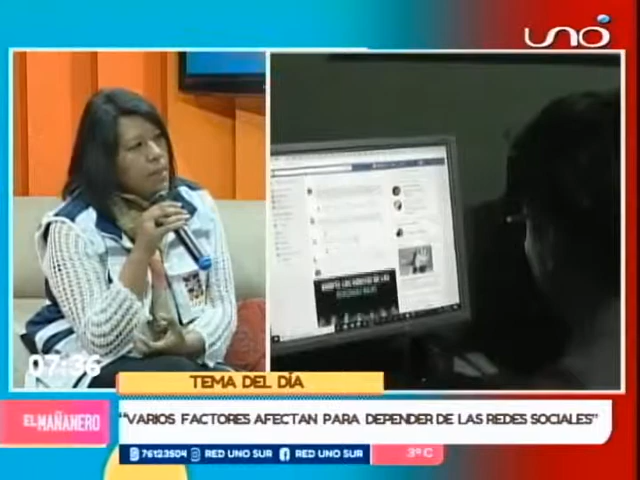 uno
07:36
TEMA DEL DÍA
EL MAÑANERO
"VARIOS FACTORES AFECTAN PARA DEPENDER DE LAS REDES SOCIALES"
76123504 RED UNO SUR RED UNO SUR 3°C